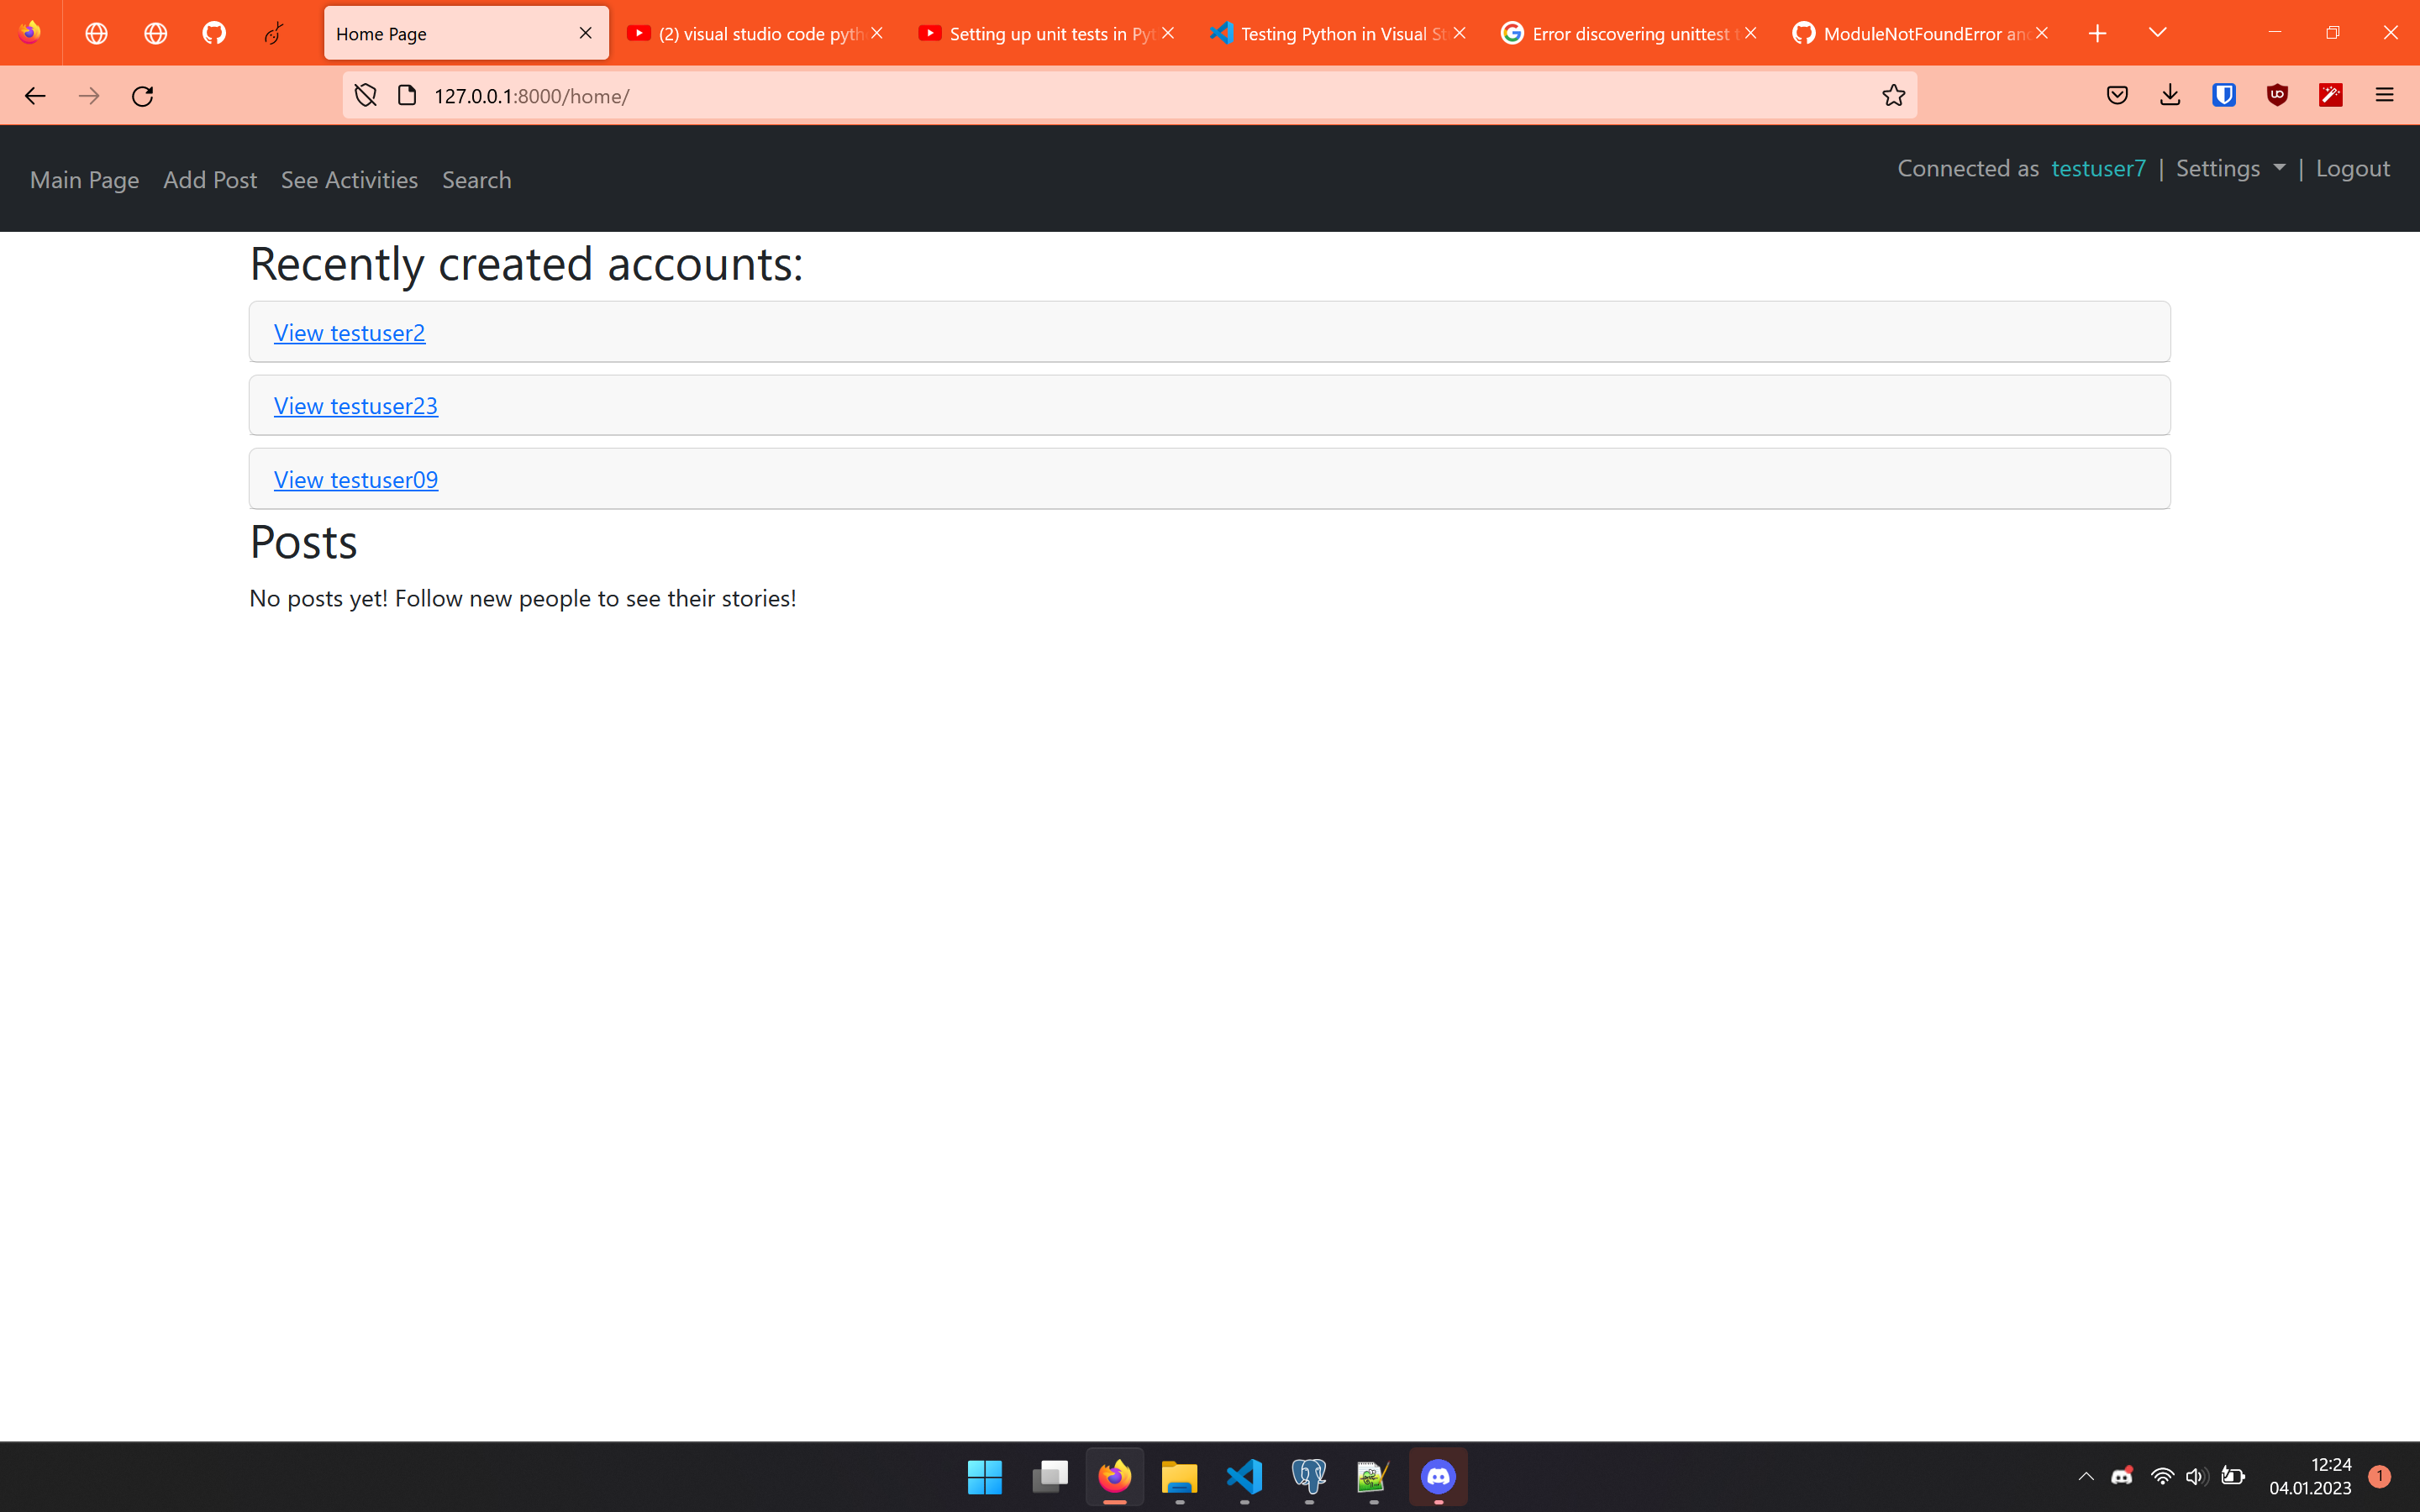 Home Page
(2) visual studio code pyth
Setting up unit tests in Pyt
Testing Python in Visual St
Error discovering unittest t
ModuleNotFoundError an
127.0.0.1:8000/home/
Main Page Add Post See Activities Search
Connected as testuser7 | Settings | Logout
Recently created accounts:
View testuser2
View testuser23
View testuser09
Posts
No posts yet! Follow new people to see their stories!
12:24
04.01.2023
1